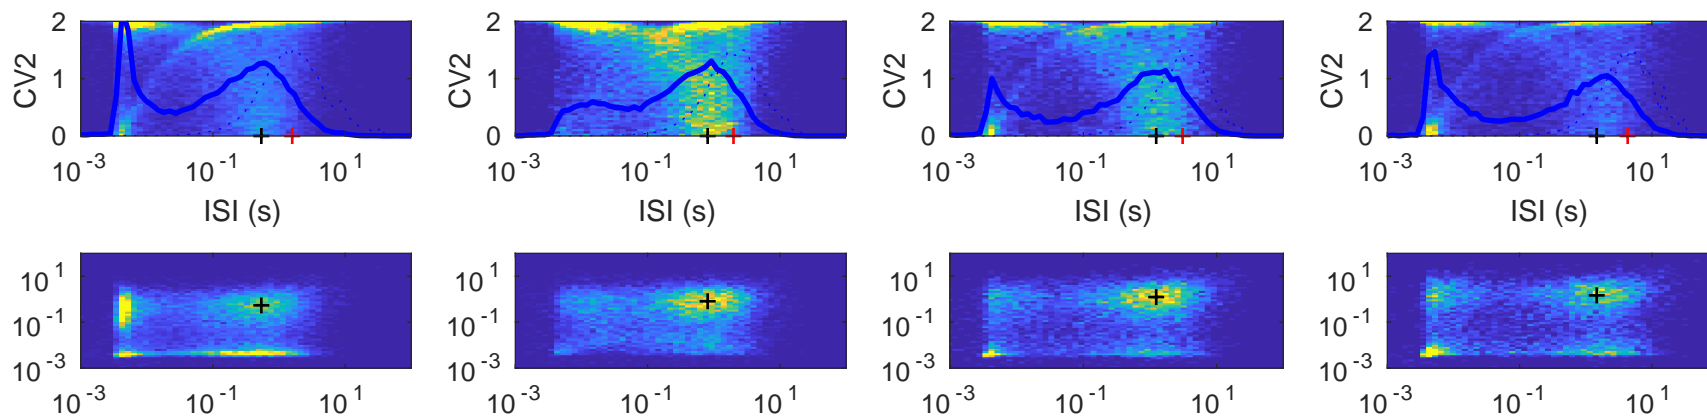 2 2 2 2
CV2 CV2 CV2 CV2
1 1 1 1
0 0 0 0
10^-3 10^-1 10^1 10^-3 10^-1 10^1 10^-3 10^-1 10^1 10^-3 10^-1 10^1
ISI (s) ISI (s) ISI (s) ISI (s)
10^1 10^1 10^1 10^1
10^-1 10^-1 10^-1 10^-1
10^-3 10^-3 10^-3 10^-3
10^-3 10^-1 10^1 10^-3 10^-1 10^1 10^-3 10^-1 10^1 10^-3 10^-1 10^1